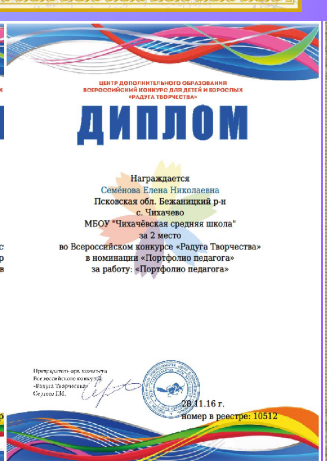 ЦЕНТР ДОПОЛНИТЕЛЬНОГО ОБРАЗОВАНИЯ
ВСЕРОССИЙСКИЙ КОНКУРС ДЛЯ ДЕТЕЙ И ВЗРОСЛЫХ
«РАДУГА ТВОРЧЕСТВА»
ДИПЛОМ
Награждается
Семёнова Елена Николаевна
Псковская обл. Бежаницкий р-н
с. Чихачево
МБОУ "Чихачёвская средняя школа"
за 2 место
во Всероссийском конкурсе «Радуга Творчества»
в номинации «Портфолио педагога»
за работу: «Портфолио педагога»
Председатель орг. комитета
Всероссийского конкурса
«Радуга Творчества»
28.11.16 г.
номер в реестре: 10512